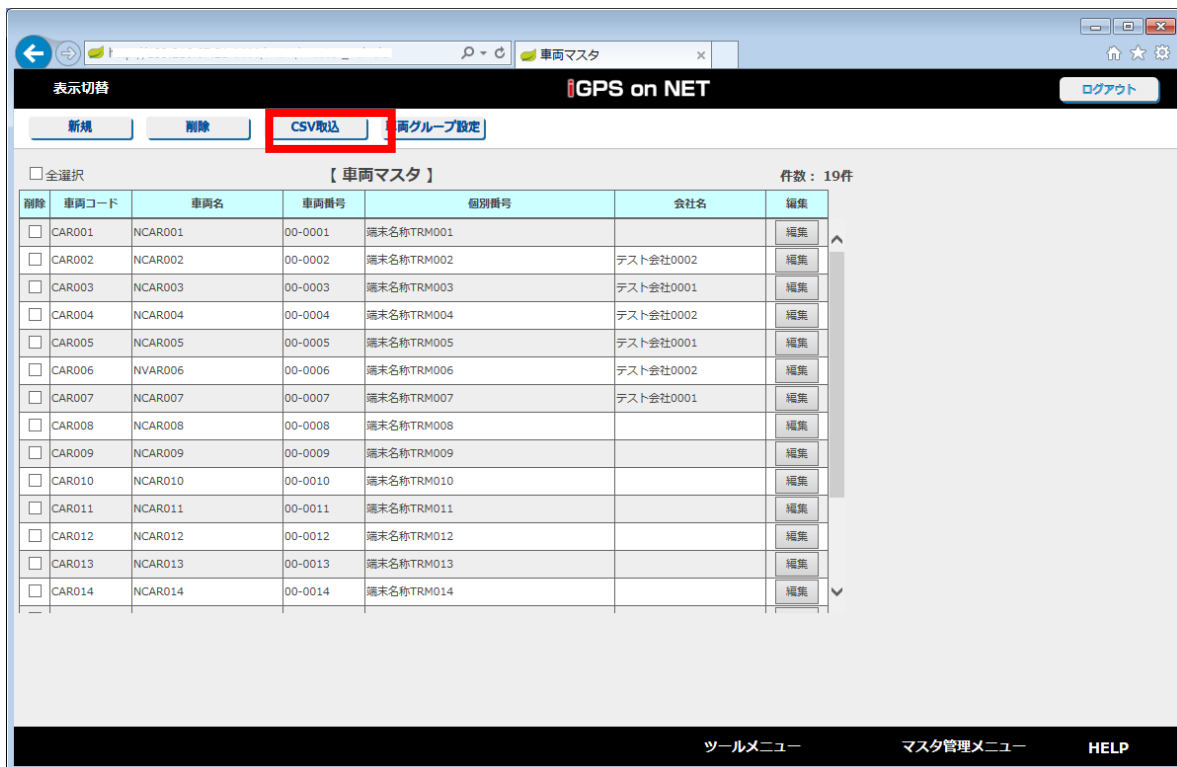 車両マスタ
表示切替
iGPS on NET
ログアウト
新規 削除 CSV取込 両グループ設定
全選択 【 車両マスタ 】 件数： 19件
削除 車両コード 車両名 車両番号 個別番号 会社名 編集
CAR001 NCAR001 00-0001 端末名称TRM001 編集
CAR002 NCAR002 00-0002 端末名称TRM002 テスト会社0002 編集
CAR003 NCAR003 00-0003 端末名称TRM003 テスト会社0001 編集
CAR004 NCAR004 00-0004 端末名称TRM004 テスト会社0002 編集
CAR005 NCAR005 00-0005 端末名称TRM005 テスト会社0001 編集
CAR006 NVAR006 00-0006 端末名称TRM006 テスト会社0002 編集
CAR007 NCAR007 00-0007 端末名称TRM007 テスト会社0001 編集
CAR008 NCAR008 00-0008 端末名称TRM008 編集
CAR009 NCAR009 00-0009 端末名称TRM009 編集
CAR010 NCAR010 00-0010 端末名称TRM010 編集
CAR011 NCAR011 00-0011 端末名称TRM011 編集
CAR012 NCAR012 00-0012 端末名称TRM012 編集
CAR013 NCAR013 00-0013 端末名称TRM013 編集
CAR014 NCAR014 00-0014 端末名称TRM014 編集
ツールメニュー マスタ管理メニュー HELP